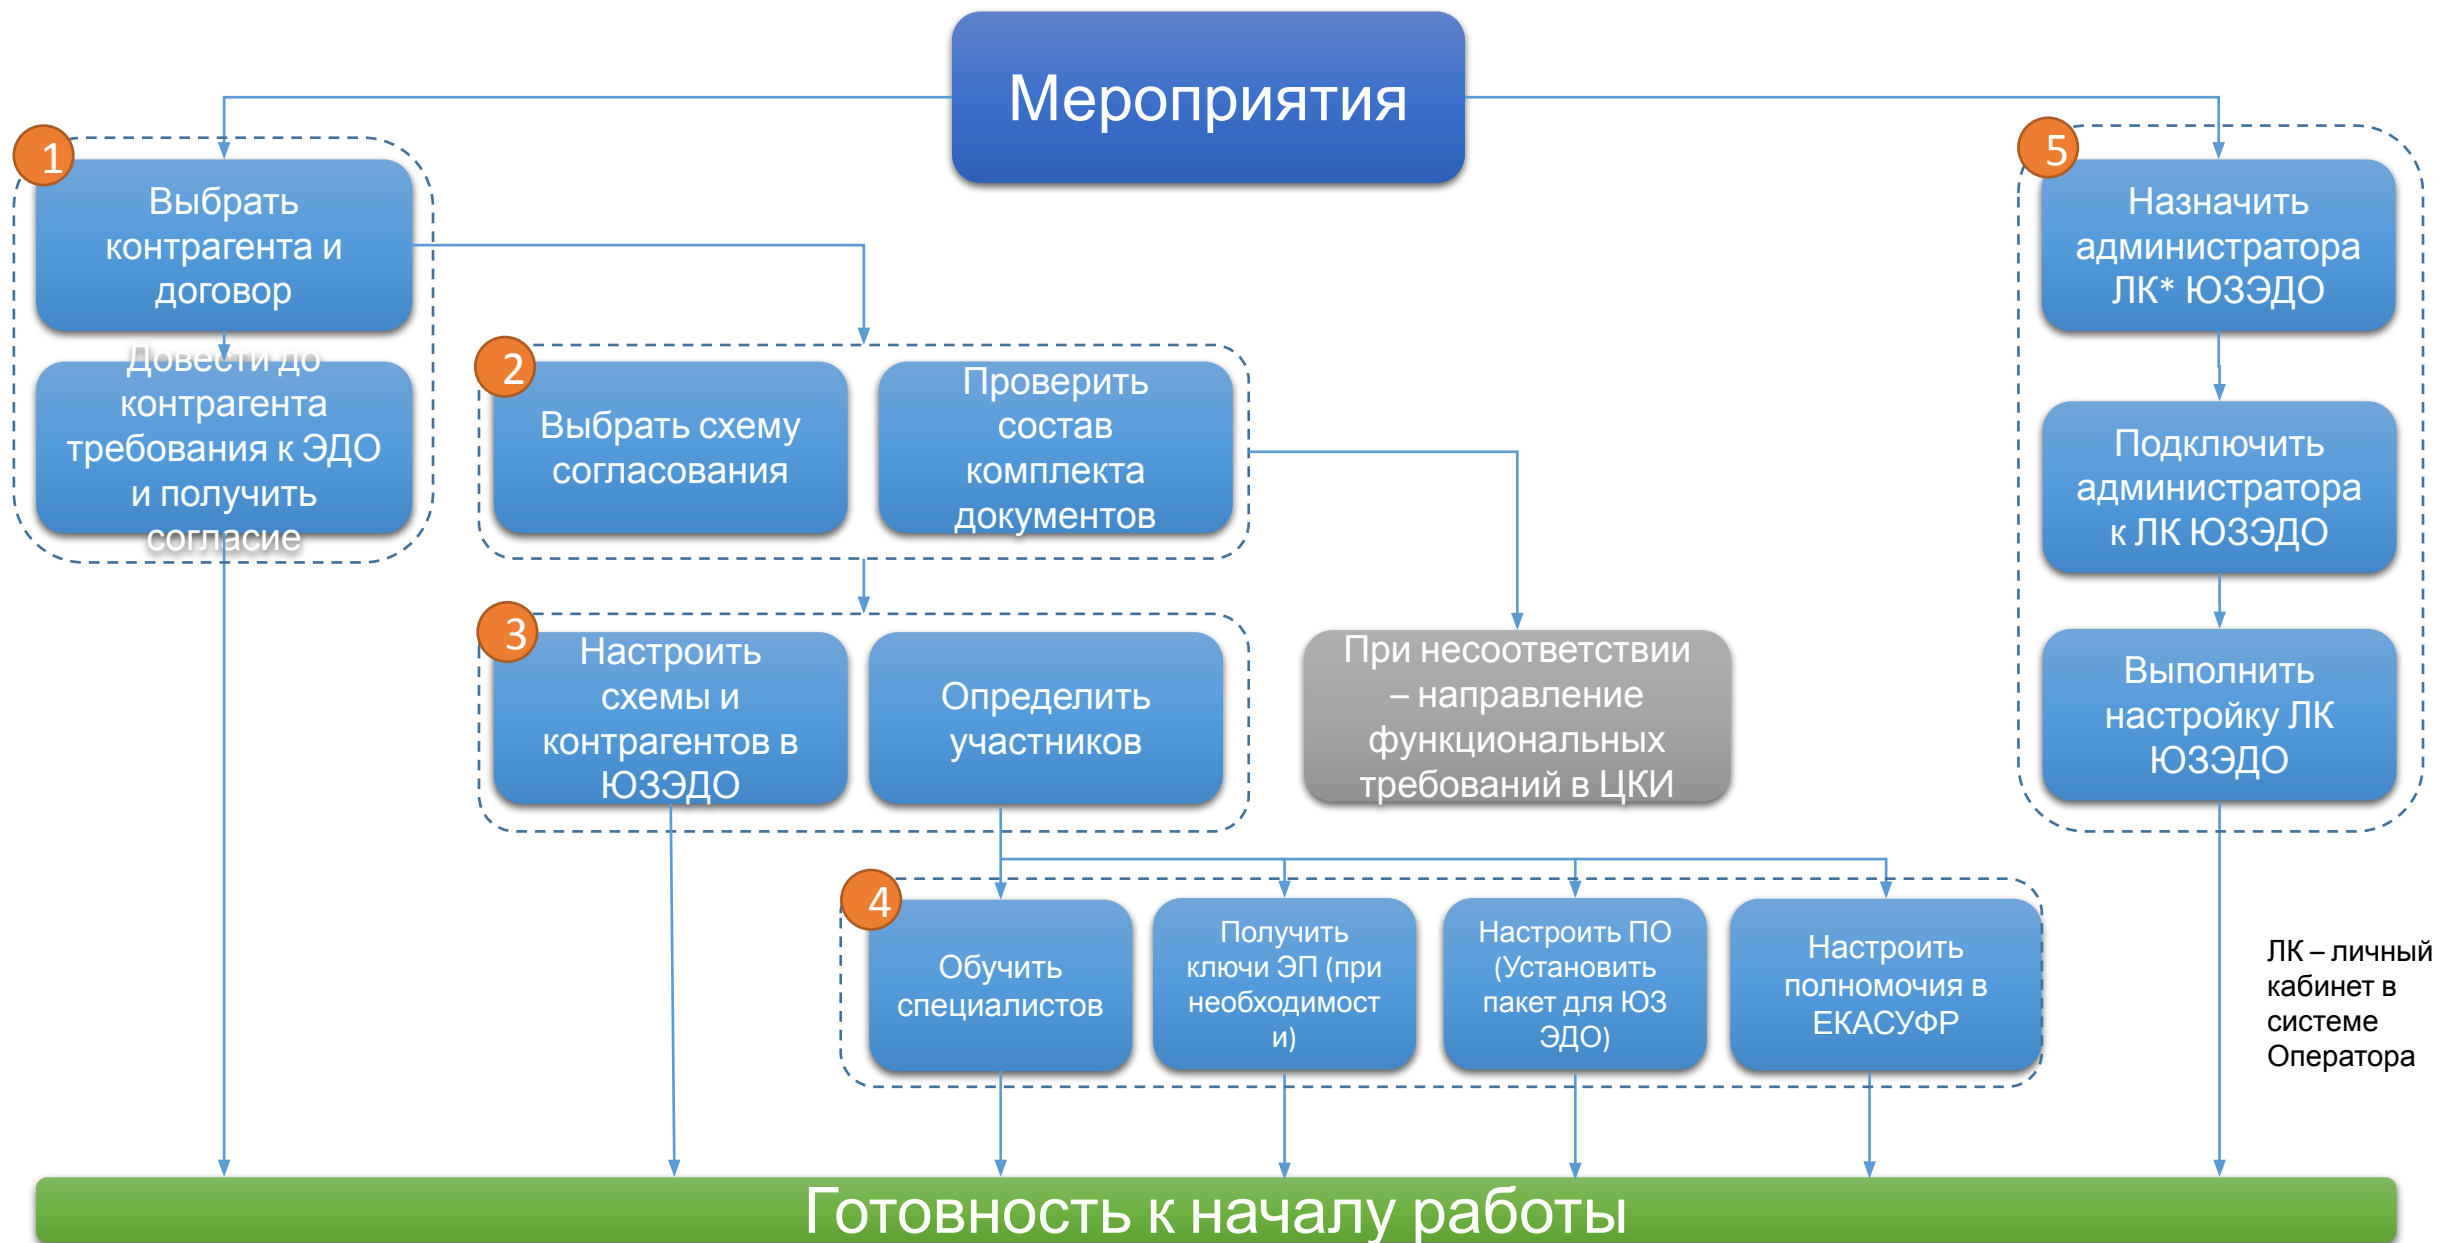 Мероприятия
1
Выбрать
контрагента и
договор
Довести до
контрагента
требования к ЭДО
и получить
согласие
2
Выбрать схему
согласования
Проверить
состав
комплекта
документов
3
Настроить
схемы и
контрагентов в
ЮЗЭДО
Определить
участников
При несоответствии
– направление
функциональных
требований в ЦКИ
4
Обучить
специалистов
Получить
ключи ЭП (при
необходимост
и)
Настроить ПО
(Установить
пакет для ЮЗ
ЭДО)
Настроить
полномочия в
ЕКАСУФР
5
Назначить
администратора
ЛК* ЮЗЭДО
Подключить
администратора
к ЛК ЮЗЭДО
Выполнить
настройку ЛК
ЮЗЭДО
ЛК – личный
кабинет в
системе
Оператора
Готовность к началу работы